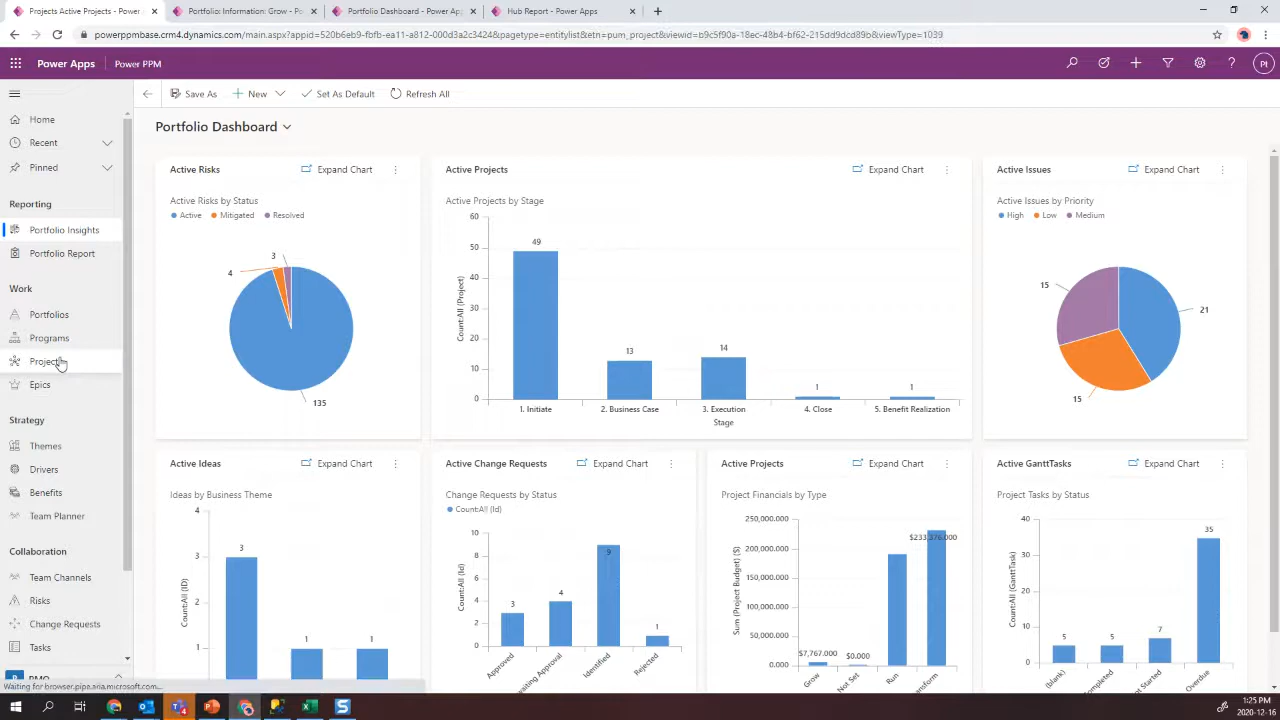 Projects Active Projects - Power
Portfolio: Information: Grow - Po
Portfolio Dashboard - Power Ap
Hub Report - Power Apps
powerppmbase.crm4.dynamics.com/main.aspx?appid=520b6eb9-fbfb-ea11-a812-000d3a2c3424&pagetype=entitylist&etn=pum_project&viewid=b9c5f90a-18ec-48b4-bf62-215dd9dcd89b&viewType=1039
Power Apps
Power PPM
PI
Save As
New
Set As Default
Refresh All
Home
Recent
Pinned
Reporting
Portfolio Insights
Portfolio Report
Work
Portfolios
Programs
Projects
Epics
Strategy
Themes
Drivers
Benefits
Team Planner
Collaboration
Team Channels
Risks
Change Requests
Tasks
Portfolio Dashboard
Active Risks
Expand Chart
Active Risks by Status
Active
Mitigated
Resolved
3
4
135
Active Projects
Expand Chart
Active Projects by Stage
60
50
40
30
20
10
0
Count:All (Project)
49
13
14
1
1
1. Initiate
2. Business Case
3. Execution
4. Close
5. Benefit Realization
Stage
Active Issues
Expand Chart
Active Issues by Priority
High
Low
Medium
15
21
15
Active Ideas
Expand Chart
Ideas by Business Theme
4
3
2
1
Count:All (ID)
3
1
1
Active Change Requests
Expand Chart
Change Requests by Status
Count:All (Id)
10
8
6
4
2
0
Count:All (Id)
3
4
9
1
Approved
waiting Approval
Identified
Rejected
Active Projects
Expand Chart
Project Financials by Type
250,000.000
200,000.000
150,000.000
100,000.000
50,000.000
0.000
Sum (Project Budget) ($)
$7,767.000
$0.000
$233,376.000
Grow
Not Set
Run
ansform
Active GanttTasks
Expand Chart
Project Tasks by Status
40
30
20
10
0
Count:All (GanttTask)
5
5
7
35
(blank)
ompleted
ot Started
Overdue
Waiting for browser.pipe.aria.microsoft.com...
1:25 PM
2020-12-16